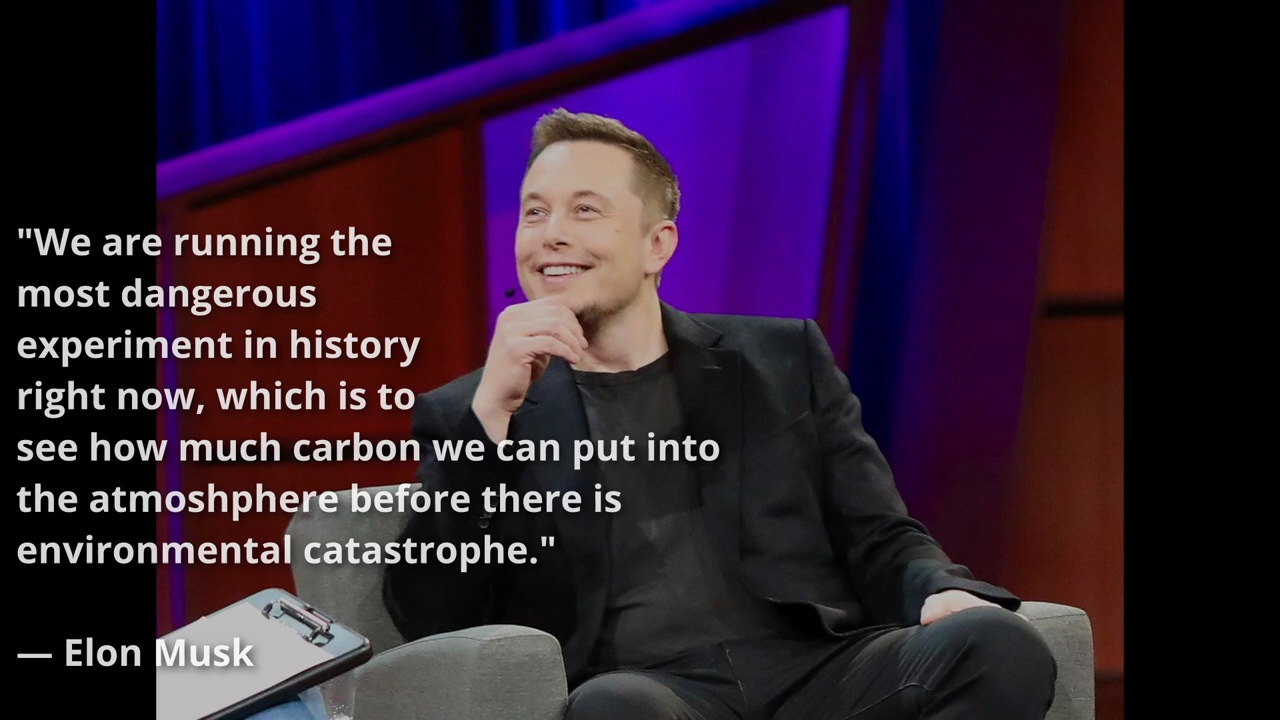 "We are running the
most dangerous
experiment in history
right now, which is to
see how much carbon we can put into
the atmoshphere before there is
environmental catastrophe."
— Elon Musk